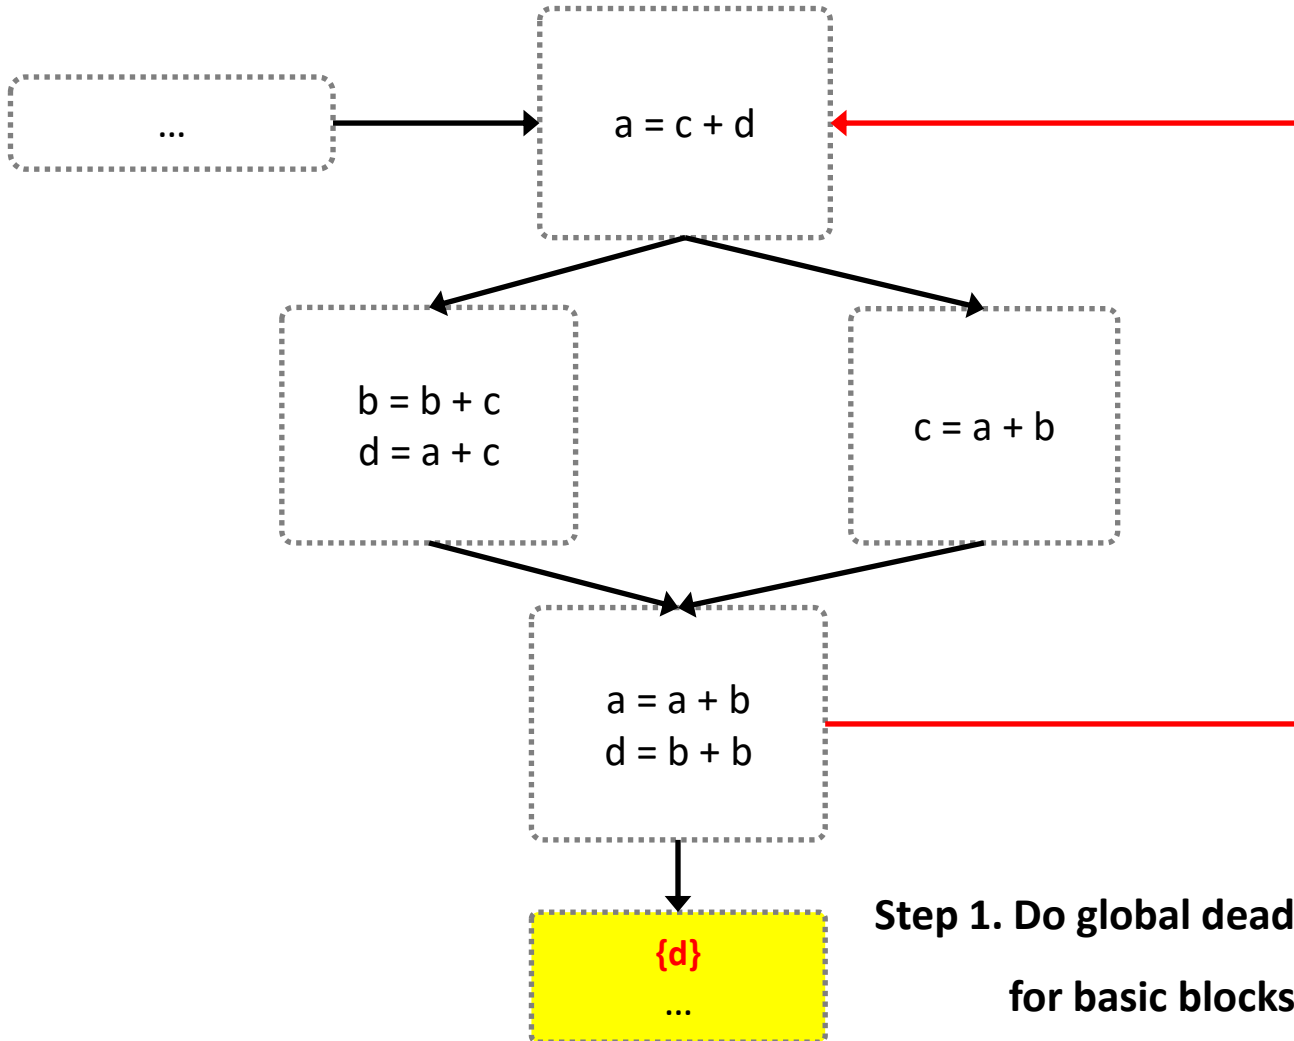 ...
a = c + d
b = b + c
d = a + c
c = a + b
a = a + b
d = b + b
{d}
...
Step 1. Do global dead
for basic blocks